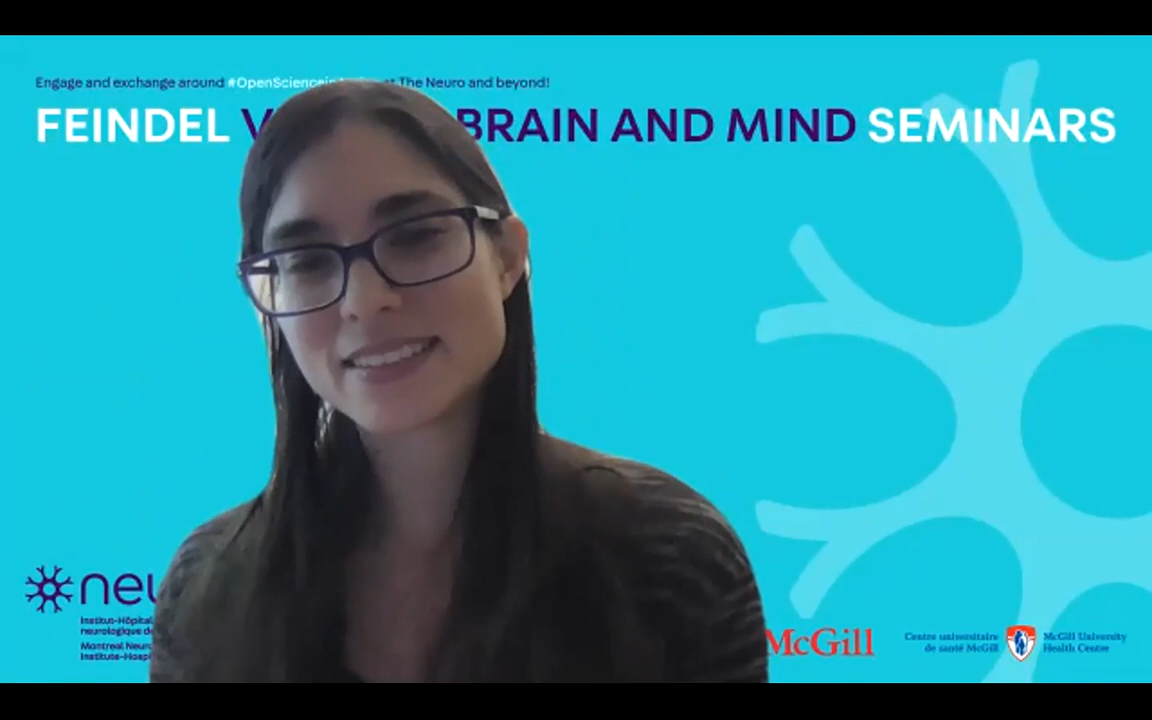 Engage and exchange around #OpenScience at The Neuro and beyond!
FEINDEL V BRAIN AND MIND SEMINARS
neu
Institut-Hôpital
neurologique de
Montreal Neuro
Institute-Hospi
McGill
Centre universitaire
de santé McGill
McGill University
Health Centre